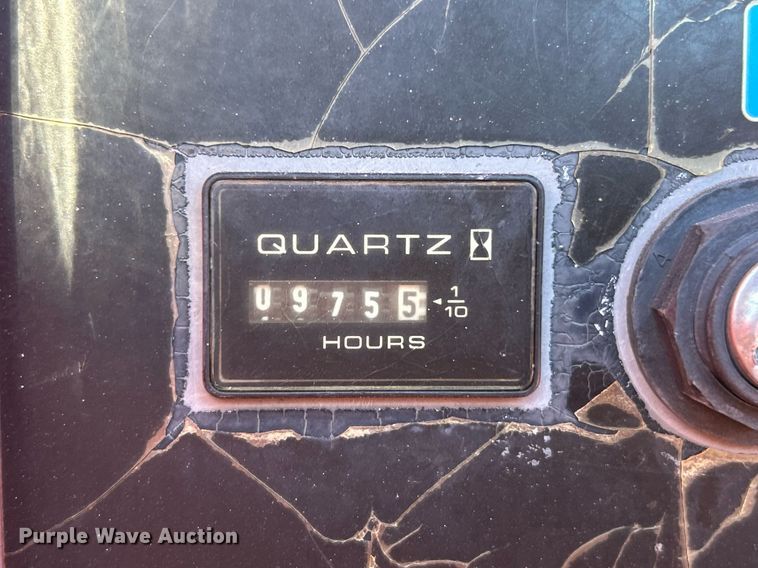 QUARTZ
09755 ◄ 1/10
HOURS
Purple Wave Auction